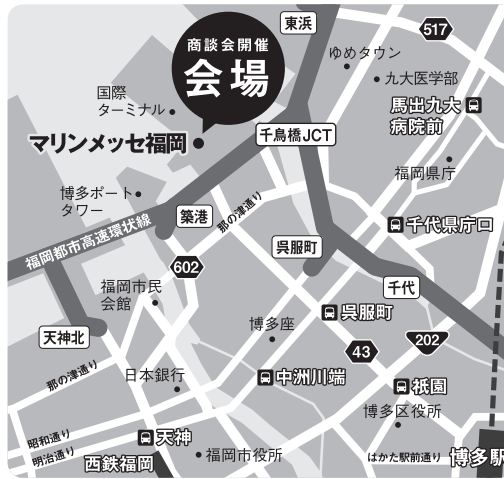 東浜
517
商談会開催
会場
ゆめタウン
九大医学部
国際
ターミナル
馬出九大
病院前
マリンメッセ福岡
千鳥橋JCT
福岡県庁
博多ポート
タワー
築港
那の津通り
千代県庁口
福岡都市高速環状線
呉服町
602
千代
福岡市民
会館
呉服町
博多座
天神北
43
202
那の津通り
日本銀行
中洲川端
祇園
博多区役所
昭和通り
天神
明治通り
西鉄福岡
福岡市役所
はかた駅前通り
博多駅